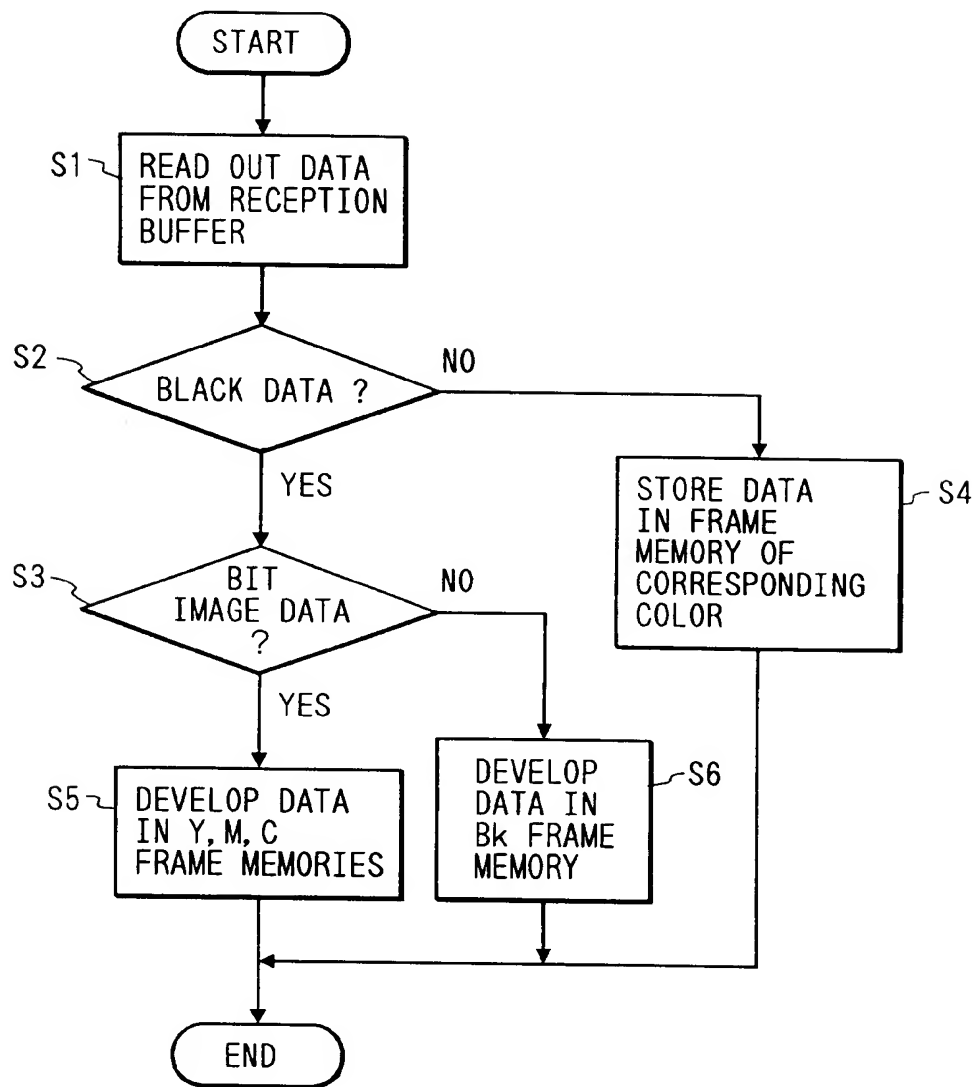 START
S1
READ OUT DATA
FROM RECEPTION
BUFFER
S2
BLACK DATA ?
NO
YES
STORE DATA
IN FRAME
MEMORY OF
CORRESPONDING
COLOR
S4
S3
BIT
IMAGE DATA
?
NO
YES
S5
DEVELOP DATA
IN Y, M, C
FRAME MEMORIES
DEVELOP
DATA IN
Bk FRAME
MEMORY
S6
END